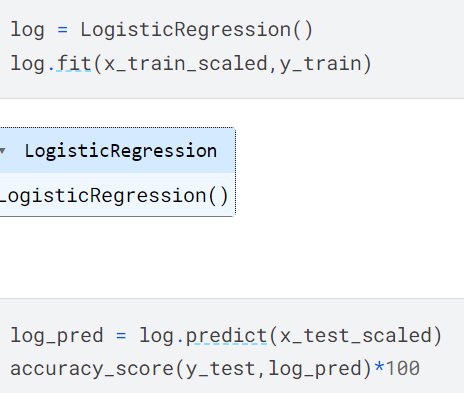 log = LogisticRegression()
log.fit(x_train_scaled,y_train)
LogisticRegression
LogisticRegression()
log_pred = log.predict(x_test_scaled)
accuracy_score(y_test,log_pred)*100